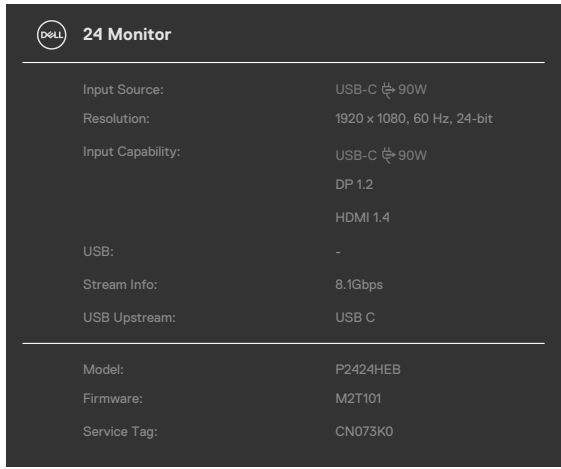 DELL 24 Monitor
Input Source: USB-C 90W
Resolution: 1920 x 1080, 60 Hz, 24-bit
Input Capability: USB-C 90W
DP 1.2
HDMI 1.4
USB: -
Stream Info: 8.1Gbps
USB Upstream: USB C
Model: P2424HEB
Firmware: M2T101
Service Tag: CN073K0